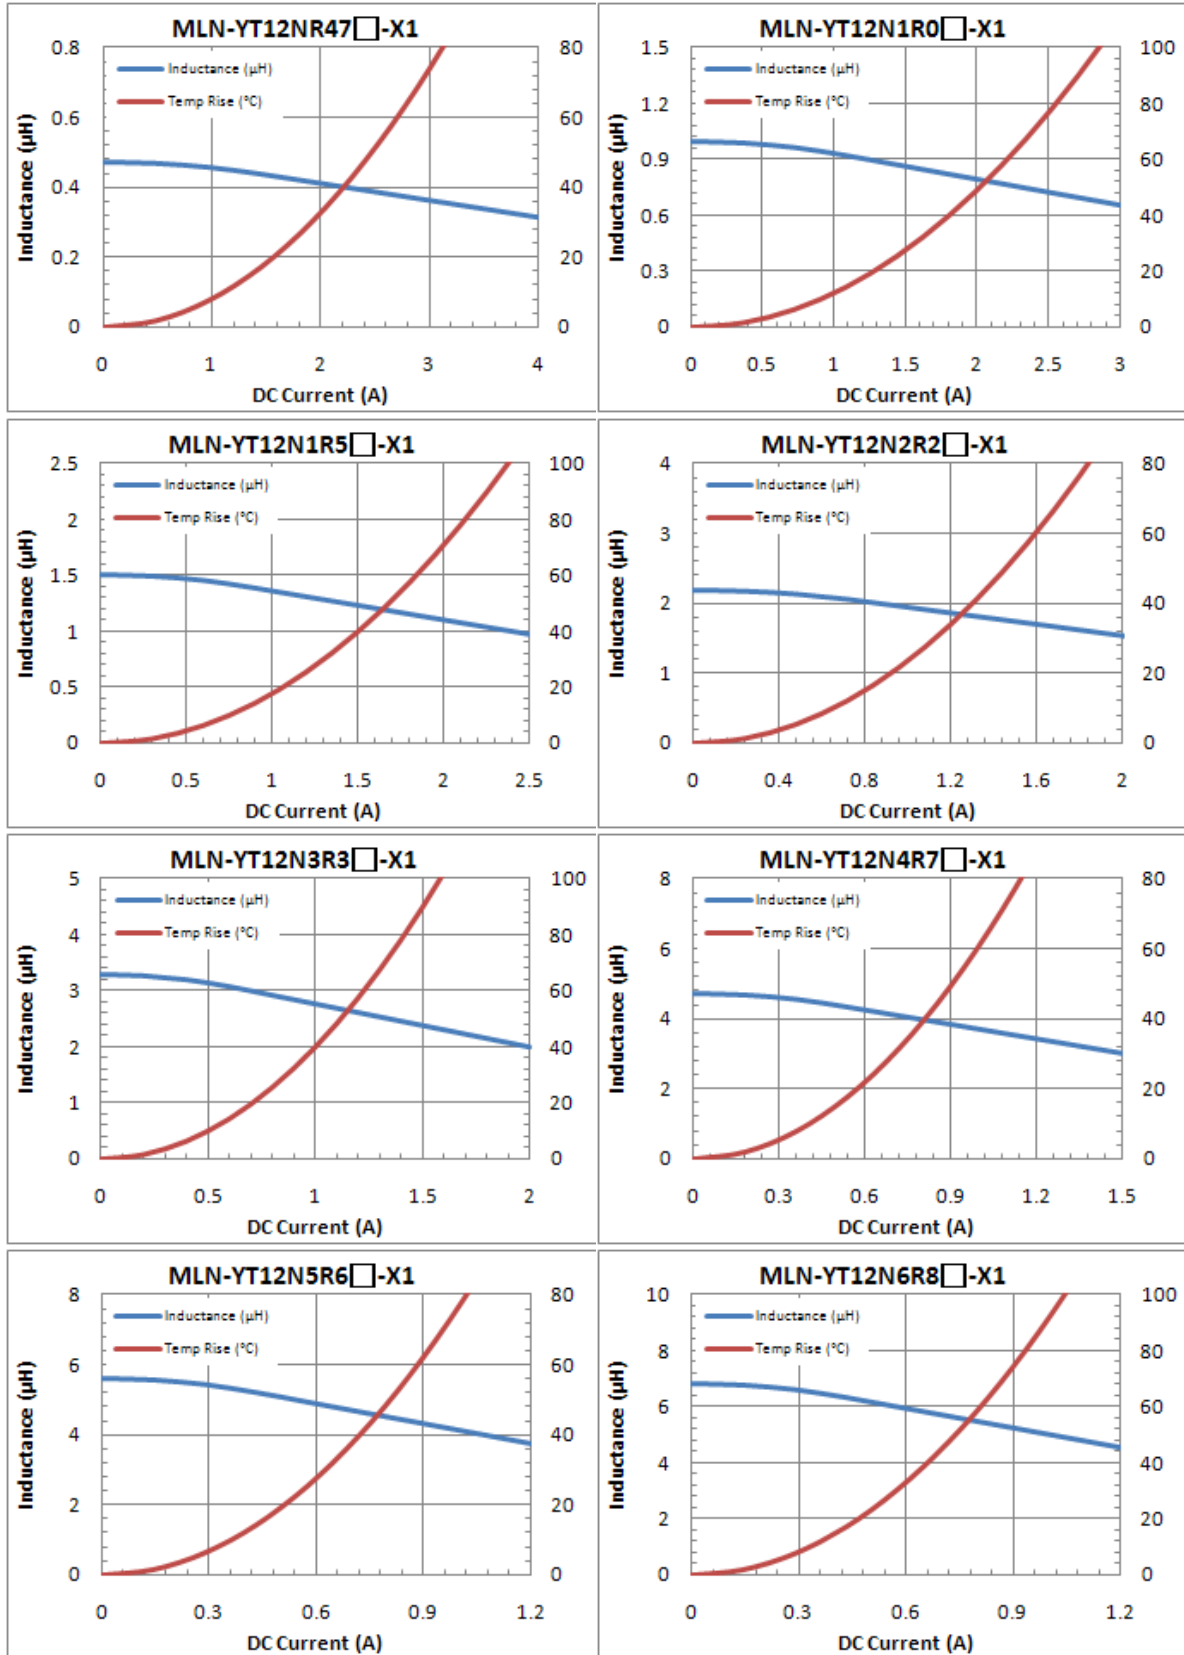 MLN-YT12NR47□-X1
0.8 80
Inductance (µH)
Temp Rise (°C)
0.6 60
0.4 40
0.2 20
0 0
0 1 2 3 4
Inductance (µH)
DC Current (A)
MLN-YT12N1R0□-X1
1.5 100
Inductance (µH)
Temp Rise (°C)
1.2 80
0.9 60
0.6 40
0.3 20
0 0
0 0.5 1 1.5 2 2.5 3
Inductance (µH)
DC Current (A)
MLN-YT12N1R5□-X1
2.5 100
Inductance (µH)
Temp Rise (°C)
2 80
1.5 60
1 40
0.5 20
0 0
0 0.5 1 1.5 2 2.5
Inductance (µH)
DC Current (A)
MLN-YT12N2R2□-X1
4 80
Inductance (µH)
Temp Rise (°C)
3 60
2 40
1 20
0 0
0 0.4 0.8 1.2 1.6 2
Inductance (µH)
DC Current (A)
MLN-YT12N3R3□-X1
5 100
Inductance (µH)
Temp Rise (°C)
4 80
3 60
2 40
1 20
0 0
0 0.5 1 1.5 2
Inductance (µH)
DC Current (A)
MLN-YT12N4R7□-X1
8 80
Inductance (µH)
Temp Rise (°C)
6 60
4 40
2 20
0 0
0 0.3 0.6 0.9 1.2 1.5
Inductance (µH)
DC Current (A)
MLN-YT12N5R6□-X1
8 80
Inductance (µH)
Temp Rise (°C)
6 60
4 40
2 20
0 0
0 0.3 0.6 0.9 1.2
Inductance (µH)
DC Current (A)
MLN-YT12N6R8□-X1
10 100
Inductance (µH)
Temp Rise (°C)
8 80
6 60
4 40
2 20
0 0
0 0.3 0.6 0.9 1.2
Inductance (µH)
DC Current (A)